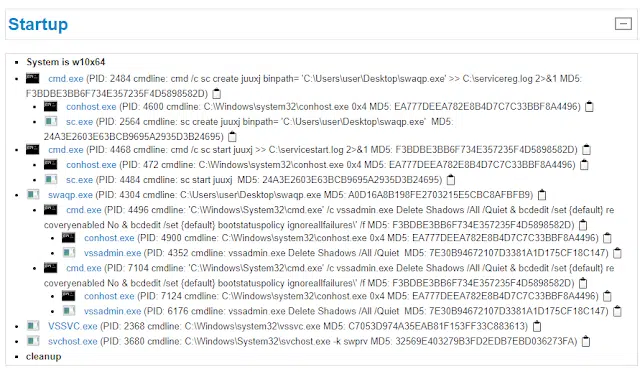 Startup
System is w10x64
cmd.exe (PID: 2484 cmdline: cmd /c sc create juuxj binpath= 'C:\Users\user\Desktop\swaqp.exe' >> C:\servicereg.log 2>&1 MD5:
F3BDBE3BB6F734E357235F4D5898582D)
conhost.exe (PID: 4600 cmdline: C:\Windows\system32\conhost.exe 0x4 MD5: EA777DEEA782E8B4D7C7C33BBF8A4496)
sc.exe (PID: 2564 cmdline: sc create juuxj binpath= 'C:\Users\user\Desktop\swaqp.exe' MD5:
24A3E2603E63BCB9695A2935D3B24695)
cmd.exe (PID: 4468 cmdline: cmd /c sc start juuxj >> C:\servicestart.log 2>&1 MD5: F3BDBE3BB6F734E357235F4D5898582D)
conhost.exe (PID: 472 cmdline: C:\Windows\system32\conhost.exe 0x4 MD5: EA777DEEA782E8B4D7C7C33BBF8A4496)
sc.exe (PID: 4484 cmdline: sc start juuxj MD5: 24A3E2603E63BCB9695A2935D3B24695)
swaqp.exe (PID: 4304 cmdline: C:\Users\user\Desktop\swaqp.exe MD5: A0D16A8B198FE2703215E5CBC8AFBFB9)
cmd.exe (PID: 4496 cmdline: 'C:\Windows\System32\cmd.exe' /c vssadmin.exe Delete Shadows /All /Quiet & bcdedit /set {default} re
coveryenabled No & bcdedit /set {default} bootstatuspolicy ignoreallfailures\' /f MD5: F3BDBE3BB6F734E357235F4D5898582D)
conhost.exe (PID: 4900 cmdline: C:\Windows\system32\conhost.exe 0x4 MD5: EA777DEEA782E8B4D7C7C33BBF8A4496)
vssadmin.exe (PID: 4352 cmdline: vssadmin.exe Delete Shadows /All /Quiet MD5: 7E30B94672107D3381A1D175CF18C147)
cmd.exe (PID: 7104 cmdline: 'C:\Windows\System32\cmd.exe' /c vssadmin.exe Delete Shadows /All /Quiet & bcdedit /set {default} re
coveryenabled No & bcdedit /set {default} bootstatuspolicy ignoreallfailures\' /f MD5: F3BDBE3BB6F734E357235F4D5898582D)
conhost.exe (PID: 7124 cmdline: C:\Windows\system32\conhost.exe 0x4 MD5: EA777DEEA782E8B4D7C7C33BBF8A4496)
vssadmin.exe (PID: 6176 cmdline: vssadmin.exe Delete Shadows /All /Quiet MD5: 7E30B94672107D3381A1D175CF18C147)
VSSVC.exe (PID: 2368 cmdline: C:\Windows\system32\vssvc.exe MD5: C7053D974A35EAB81F153FF33C883613)
svchost.exe (PID: 3680 cmdline: C:\Windows\System32\svchost.exe -k swprv MD5: 32569E403279B3FD2EDB7EBD036273FA)
cleanup